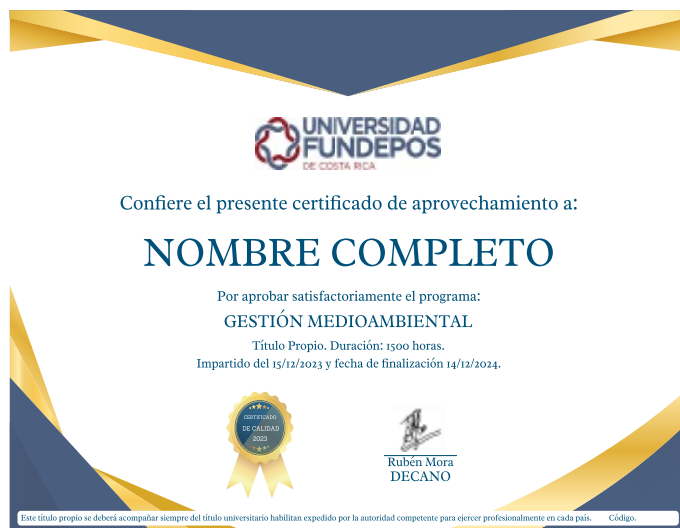 UNIVERSIDAD
FUNDEPOS
DE COSTA RICA
Confiere el presente certificado de aprovechamiento a:
NOMBRE COMPLETO
Por aprobar satisfactoriamente el programa:
GESTIÓN MEDIOAMBIENTAL
Título Propio. Duración: 1500 horas.
Impartido del 15/12/2023 y fecha de finalización 14/12/2024.
CERTIFICADO
DE CALIDAD
2023
Rubén Mora
DECANO
Este título propio se deberá acompañar siempre del título universitario habilitan expedido por la autoridad competente para ejercer profesionalmente en cada país. Código.